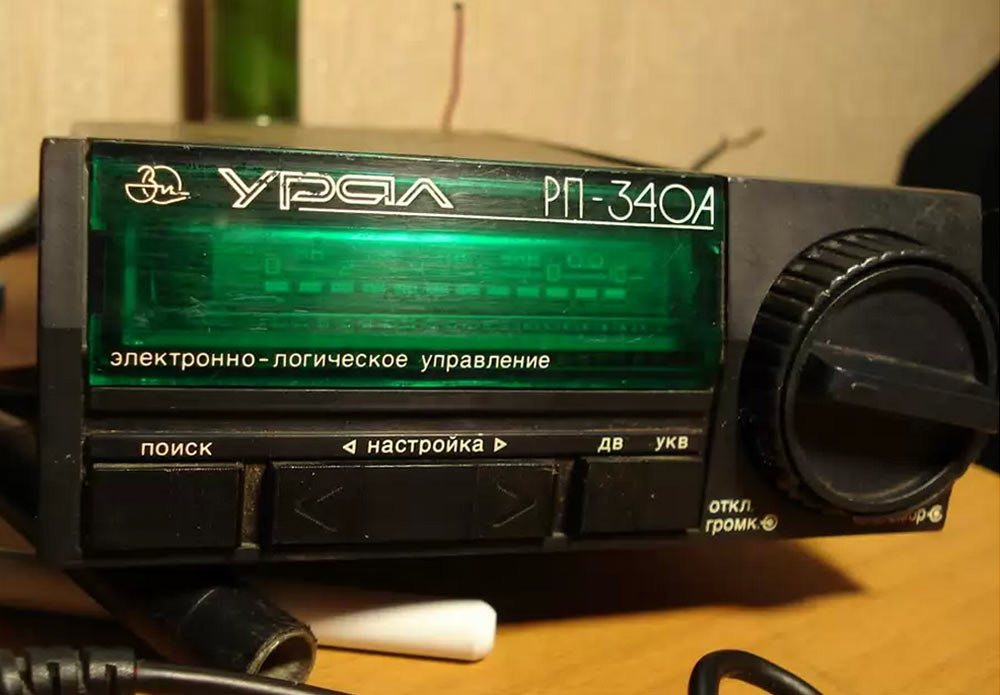 УРАЛ РП-340А
электронно-логическое управление
поиск ◁ настройка ▷ дв укв
< >
откл.
громк.